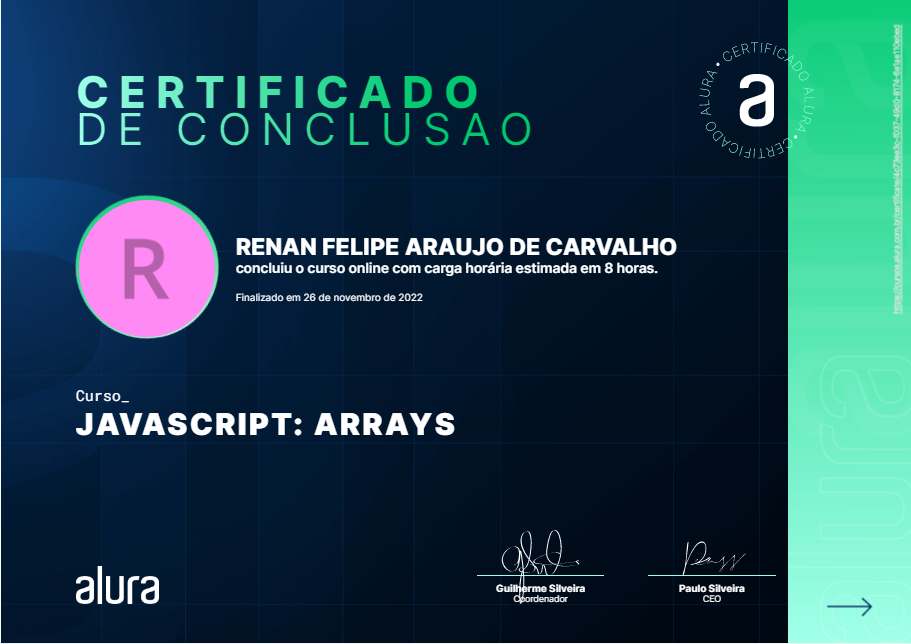 CERTIFICADO
DE CONCLUSAO
CERTIFICADO ALURA • CERTIFICADO ALURA •
a
R
RENAN FELIPE ARAUJO DE CARVALHO
concluiu o curso online com carga horária estimada em 8 horas.
Finalizado em 26 de novembro de 2022
Curso_
JAVASCRIPT: ARRAYS
alura
Guilherme Silveira
Coordenador
Paulo Silveira
CEO
alura